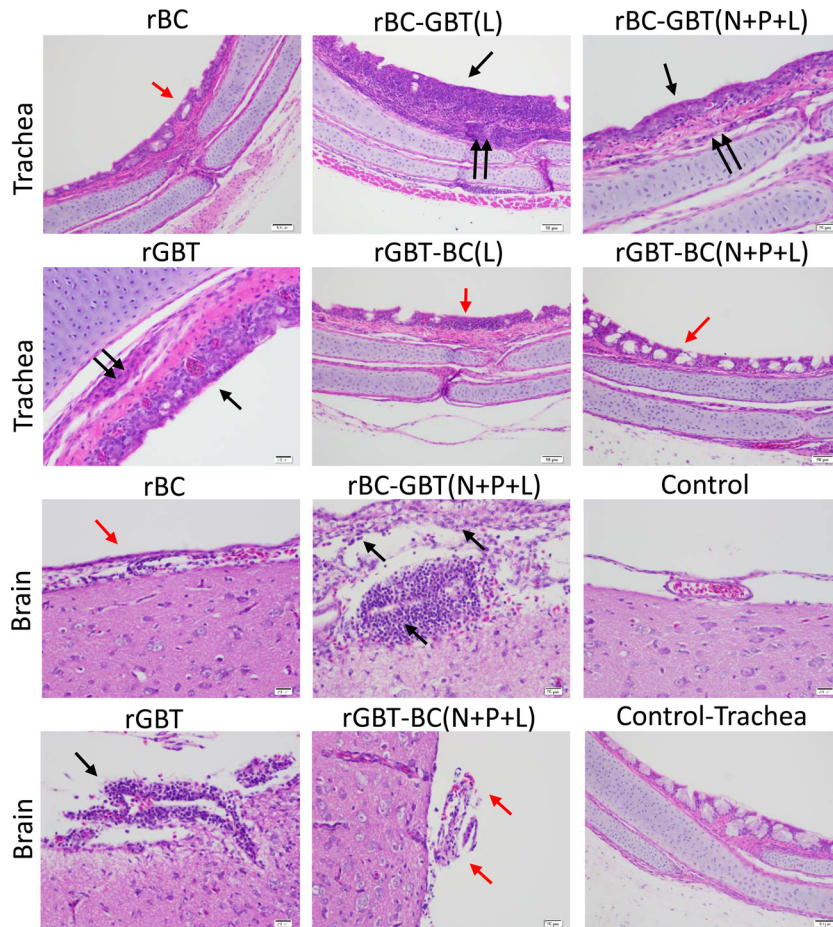 rBC rBC-GBT(L) rBC-GBT(N+P+L)
Trachea
rGBT rGBT-BC(L) rGBT-BC(N+P+L)
Trachea
rBC rBC-GBT(N+P+L) Control
Brain
rGBT rGBT-BC(N+P+L) Control-Trachea
Brain